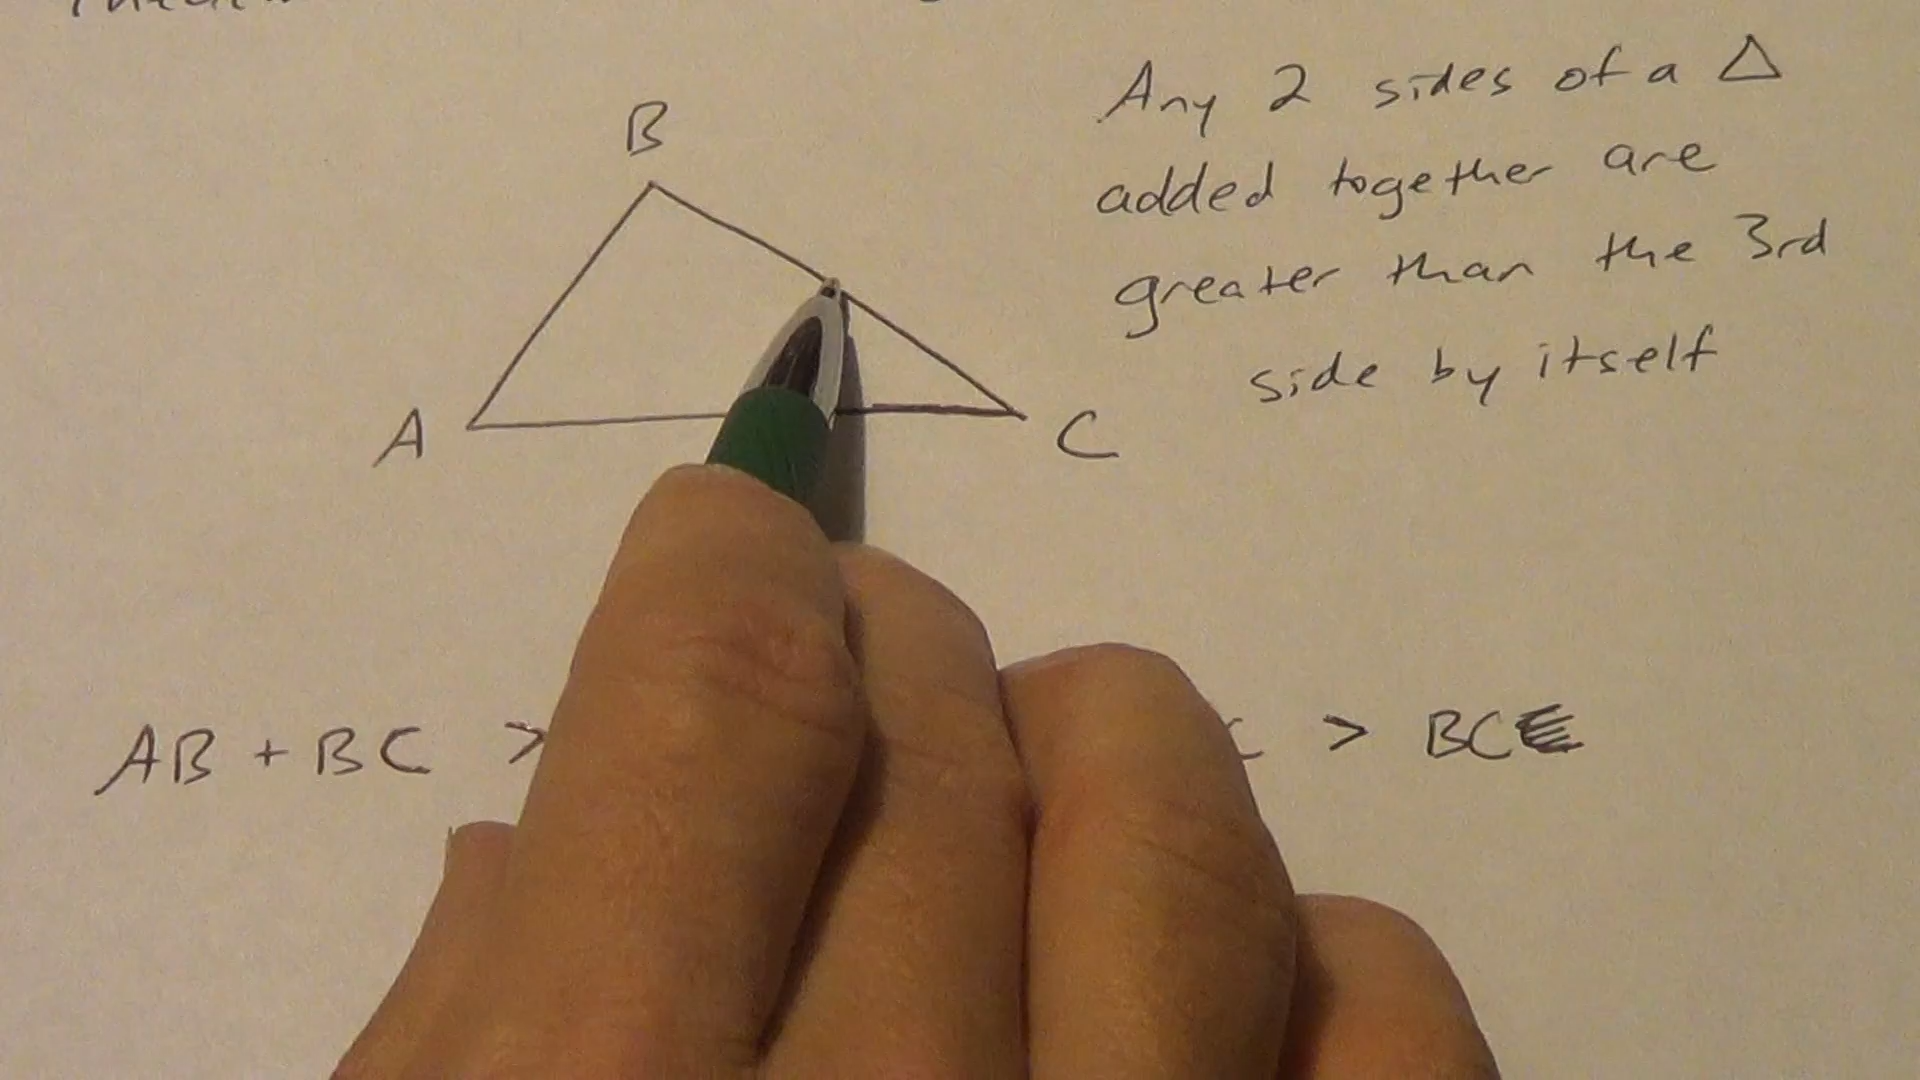 B
Any 2 sides of a △
added together are
greater than the 3rd
side by itself
A
C
AB + BC > > BC